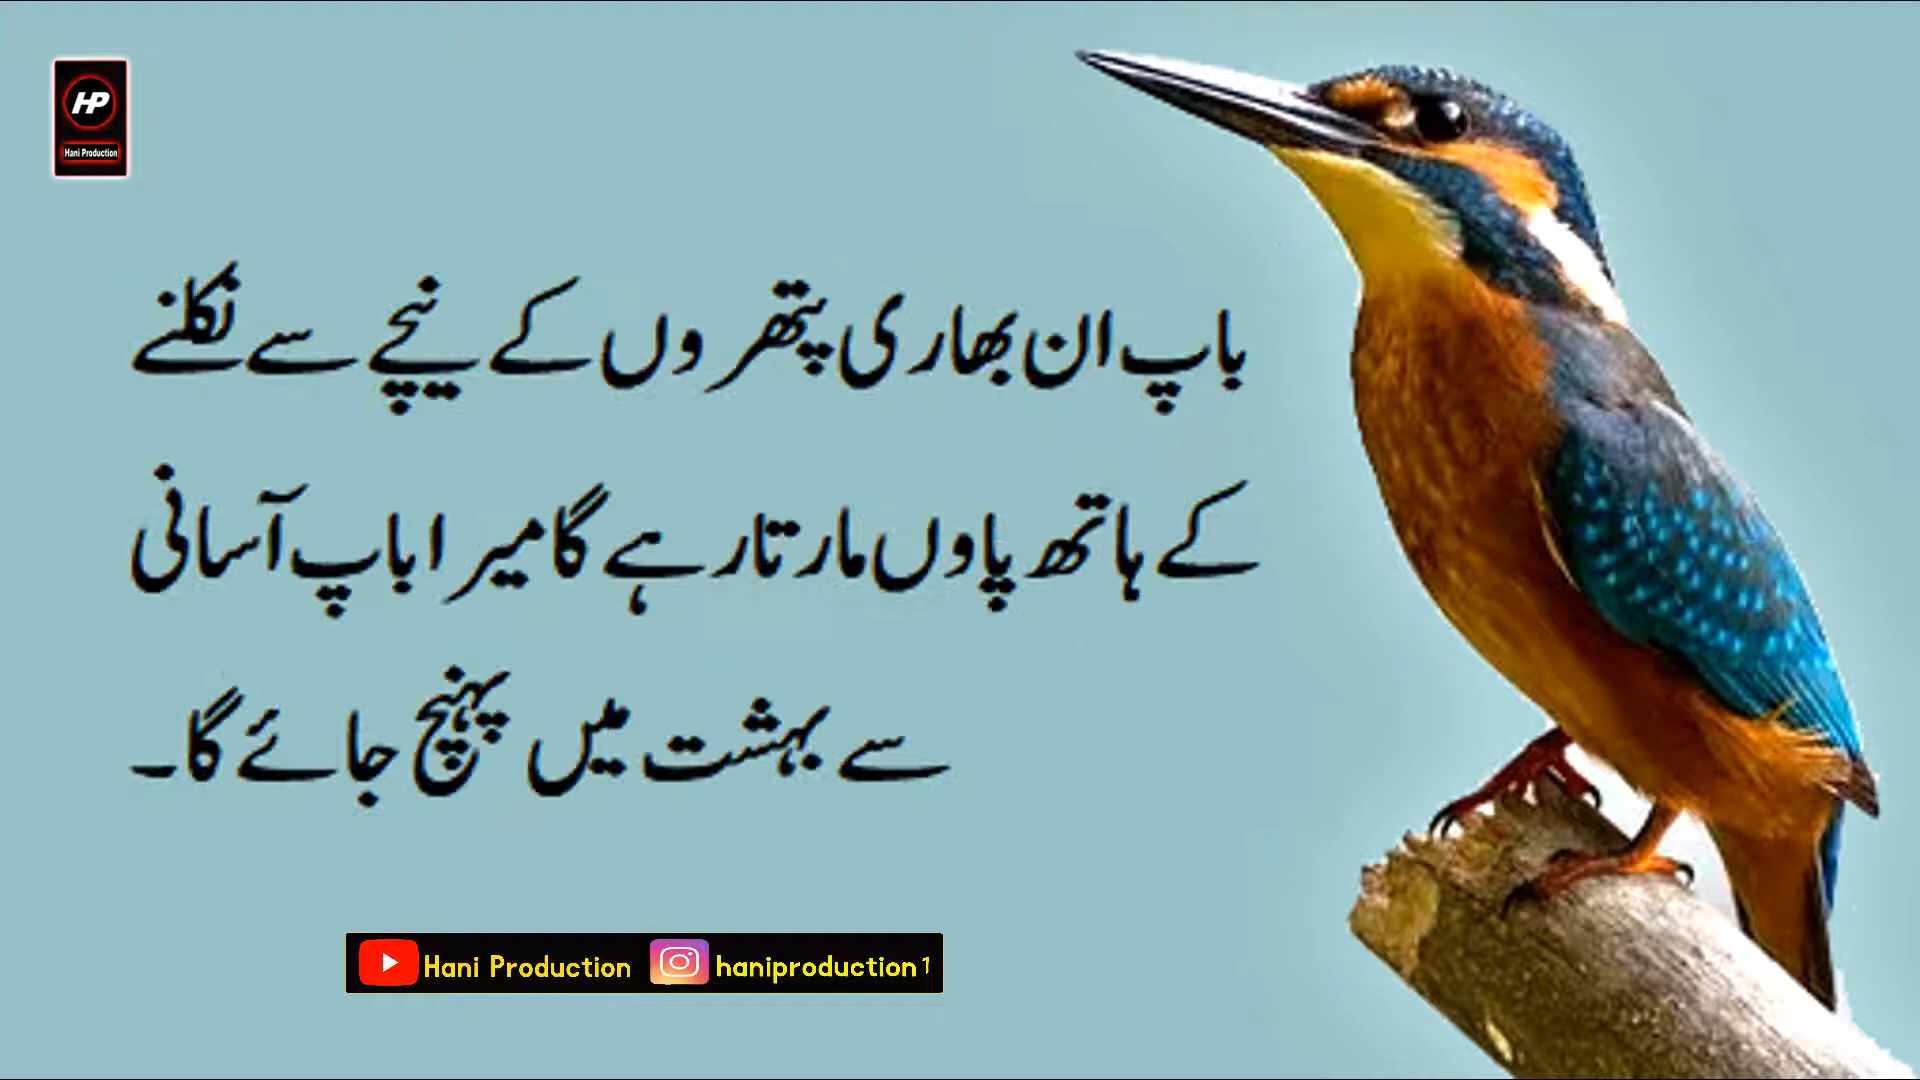 HP
Hani Production
باپ ان بھاری پتھروں کے نیچے سے نکلنے
کے ہاتھ پاوں مارتا رہے گا میرا باپ آسانی
سے بہشت میں پہنچ جائے گا۔
Hani Production haniproduction1